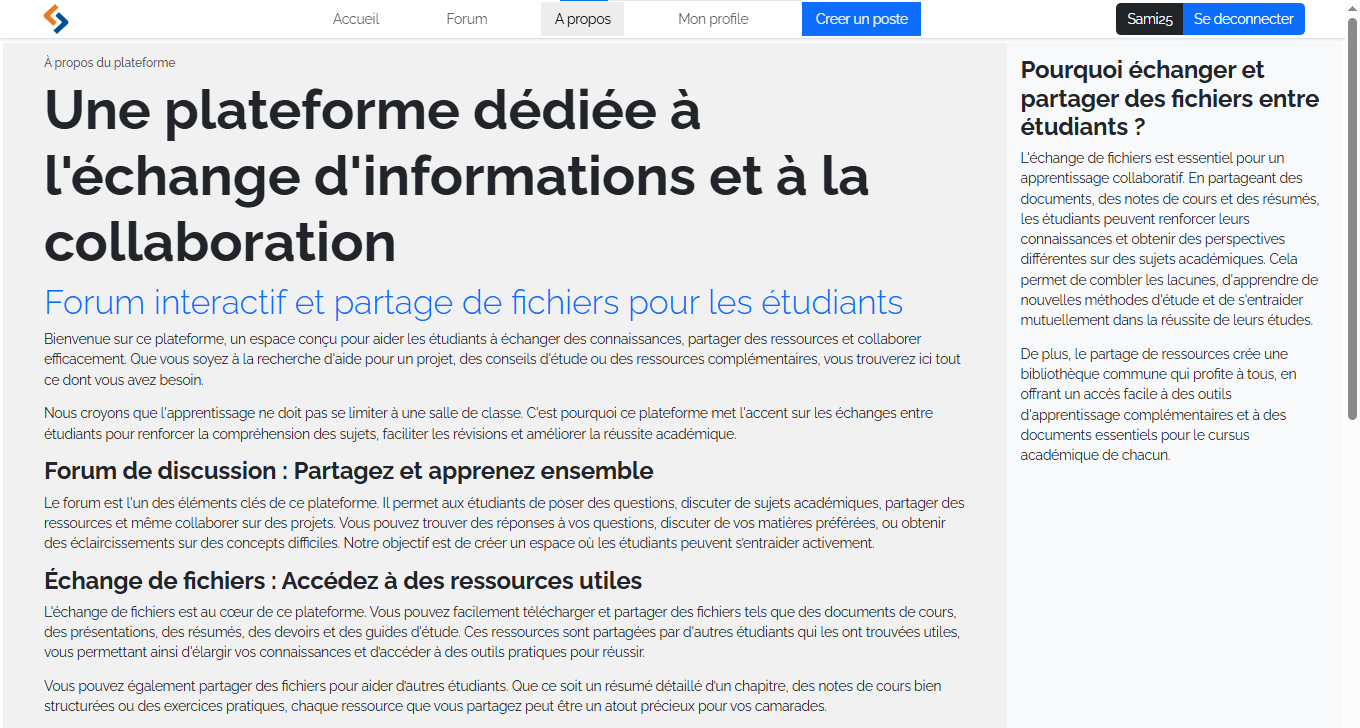 Accueil
Forum
A propos
Mon profile
Creer un poste
Sami25
Se deconnecter
À propos du plateforme
Une plateforme dédiée à
l'échange d'informations et à la
collaboration
Forum interactif et partage de fichiers pour les étudiants
Bienvenue sur ce plateforme, un espace conçu pour aider les étudiants à échanger des connaissances, partager des ressources et collaborer
efficacement. Que vous soyez à la recherche d'aide pour un projet, des conseils d'étude ou des ressources complémentaires, vous trouverez ici tout
ce dont vous avez besoin.
Nous croyons que l'apprentissage ne doit pas se limiter à une salle de classe. C'est pourquoi ce plateforme met l'accent sur les échanges entre
étudiants pour renforcer la compréhension des sujets, faciliter les révisions et améliorer la réussite académique.
Forum de discussion : Partagez et apprenez ensemble
Le forum est l'un des éléments clés de ce plateforme. Il permet aux étudiants de poser des questions, discuter de sujets académiques, partager des
ressources et même collaborer sur des projets. Vous pouvez trouver des réponses à vos questions, discuter de vos matières préférées, ou obtenir
des éclaircissements sur des concepts difficiles. Notre objectif est de créer un espace où les étudiants peuvent s'entraider activement.
Échange de fichiers : Accédez à des ressources utiles
L'échange de fichiers est au cœur de ce plateforme. Vous pouvez facilement télécharger et partager des fichiers tels que des documents de cours,
des présentations, des résumés, des devoirs et des guides d'étude. Ces ressources sont partagées par d'autres étudiants qui les ont trouvées utiles,
vous permettant ainsi d'élargir vos connaissances et d'accéder à des outils pratiques pour réussir.
Vous pouvez également partager des fichiers pour aider d'autres étudiants. Que ce soit un résumé détaillé d'un chapitre, des notes de cours bien
structurées ou des exercices pratiques, chaque ressource que vous partagez peut être un atout précieux pour vos camarades.
Pourquoi échanger et
partager des fichiers entre
étudiants ?
L'échange de fichiers est essentiel pour un
apprentissage collaboratif. En partageant des
documents, des notes de cours et des résumés,
les étudiants peuvent renforcer leurs
connaissances et obtenir des perspectives
différentes sur des sujets académiques. Cela
permet de combler les lacunes, d'apprendre de
nouvelles méthodes d'étude et de s'entraider
mutuellement dans la réussite de leurs études.
De plus, le partage de ressources crée une
bibliothèque commune qui profite à tous, en
offrant un accès facile à des outils
d'apprentissage complémentaires et à des
documents essentiels pour le cursus
académique de chacun.